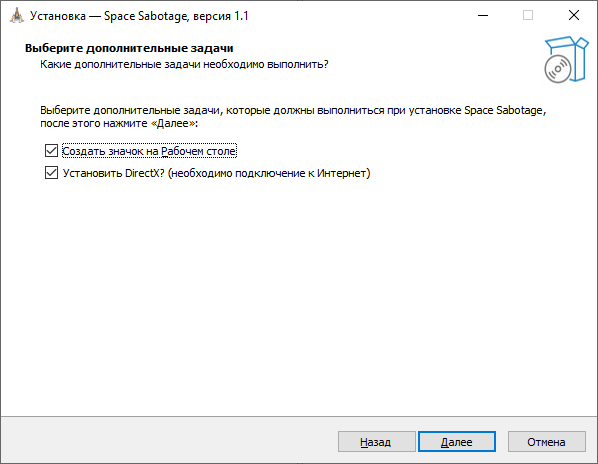 Установка — Space Sabotage, версия 1.1
Выберите дополнительные задачи
Какие дополнительные задачи необходимо выполнить?
Выберите дополнительные задачи, которые должны выполниться при установке Space Sabotage,
после этого нажмите «Далее»:
Создать значок на Рабочем столе
Установить DirectX? (необходимо подключение к Интернет)
Назад Далее Отмена